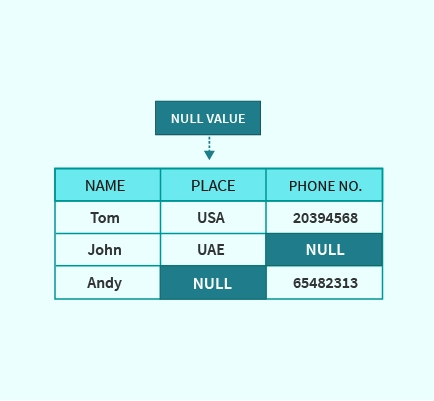 NULL VALUE
NAME PLACE PHONE NO.
Tom USA 20394568
John UAE NULL
Andy NULL 65482313